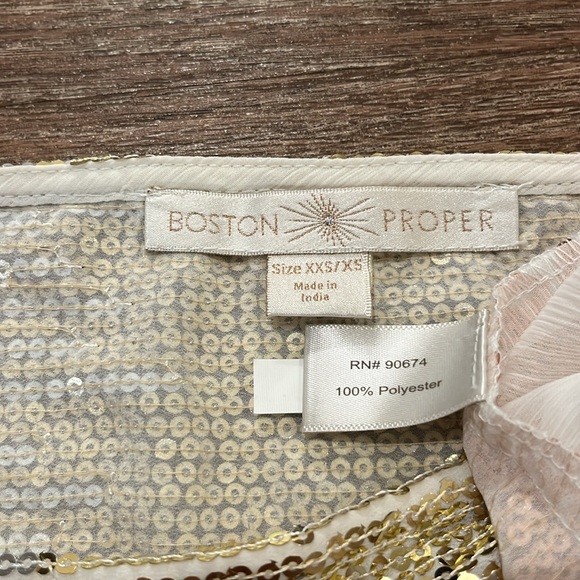 BOSTON PROPER
Size XXS/XS
Made in
India
RN# 90674
100% Polyester